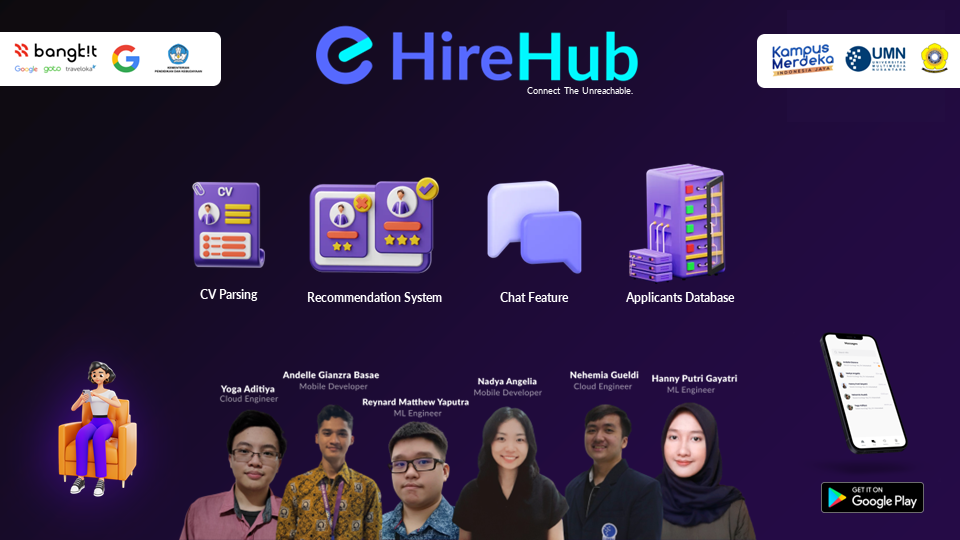 bangk!t
Google goto traveloka
KEMENTERIAN
PENDIDIKAN DAN KEBUDAYAAN
HireHub
Connect The Unreachable.
Kampus
Merdeka
INDONESIA JAYA
UMN
UNIVERSITAS
MULTIMEDIA
NUSANTARA
CV
CV Parsing
Recommendation System
Chat Feature
Applicants Database
Yoga Aditiya
Cloud Engineer
Andelle Gianzra Basae
Mobile Developer
Reynard Matthew Yaputra
ML Engineer
Nadya Angelia
Mobile Developer
Nehemia Gueldi
Cloud Engineer
Hanny Putri Gayatri
ML Engineer
Messages
GET IT ON
Google Play